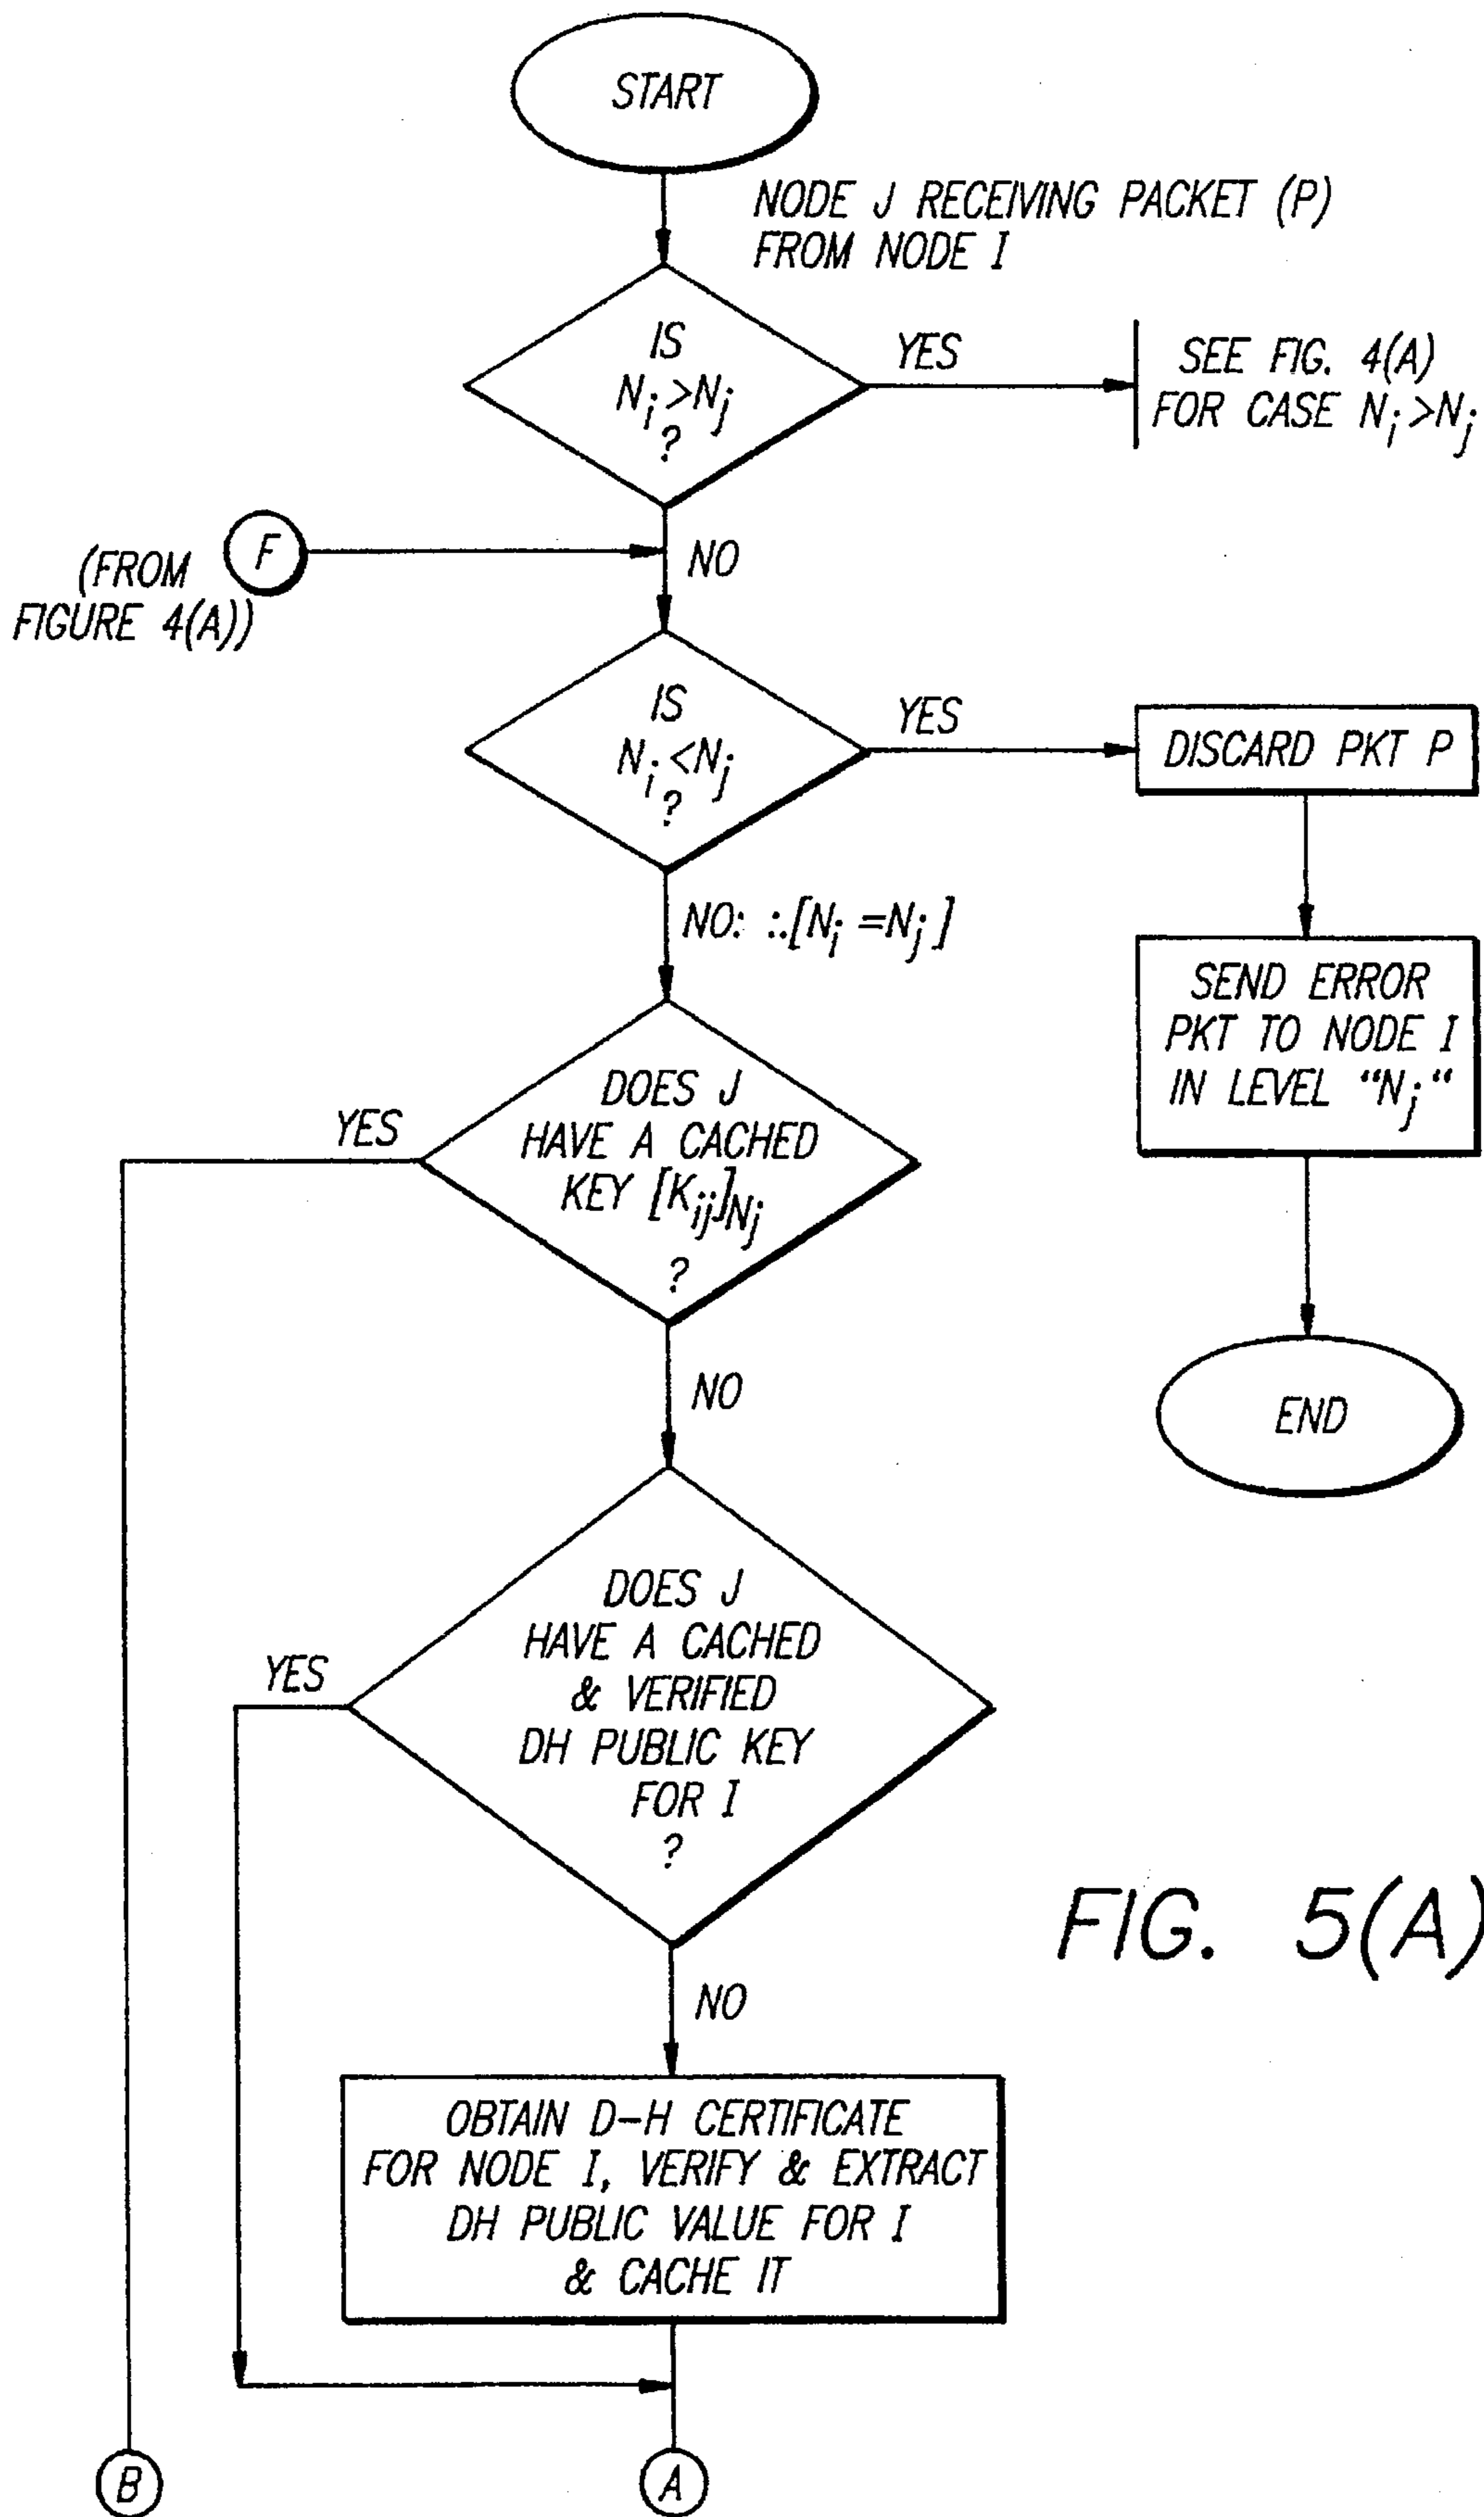 START
NODE J RECEIVING PACKET (P)
FROM NODE I
IS
Ni>Nj
?
YES
SEE FIG. 4(A)
FOR CASE Ni>Nj
NO
F
(FROM
FIGURE 4(A))
IS
Ni<Nj
?
YES
DISCARD PKT P
NO: ∴[Ni=Nj]
SEND ERROR
PKT TO NODE I
IN LEVEL “Nj“
END
DOES J
HAVE A CACHED
KEY [Kij]Nj
?
YES
NO
DOES J
HAVE A CACHED
& VERIFIED
DH PUBLIC KEY
FOR I
?
YES
NO
FIG. 5(A)
OBTAIN D-H CERTIFICATE
FOR NODE I, VERIFY & EXTRACT
DH PUBLIC VALUE FOR I
& CACHE IT
B
A